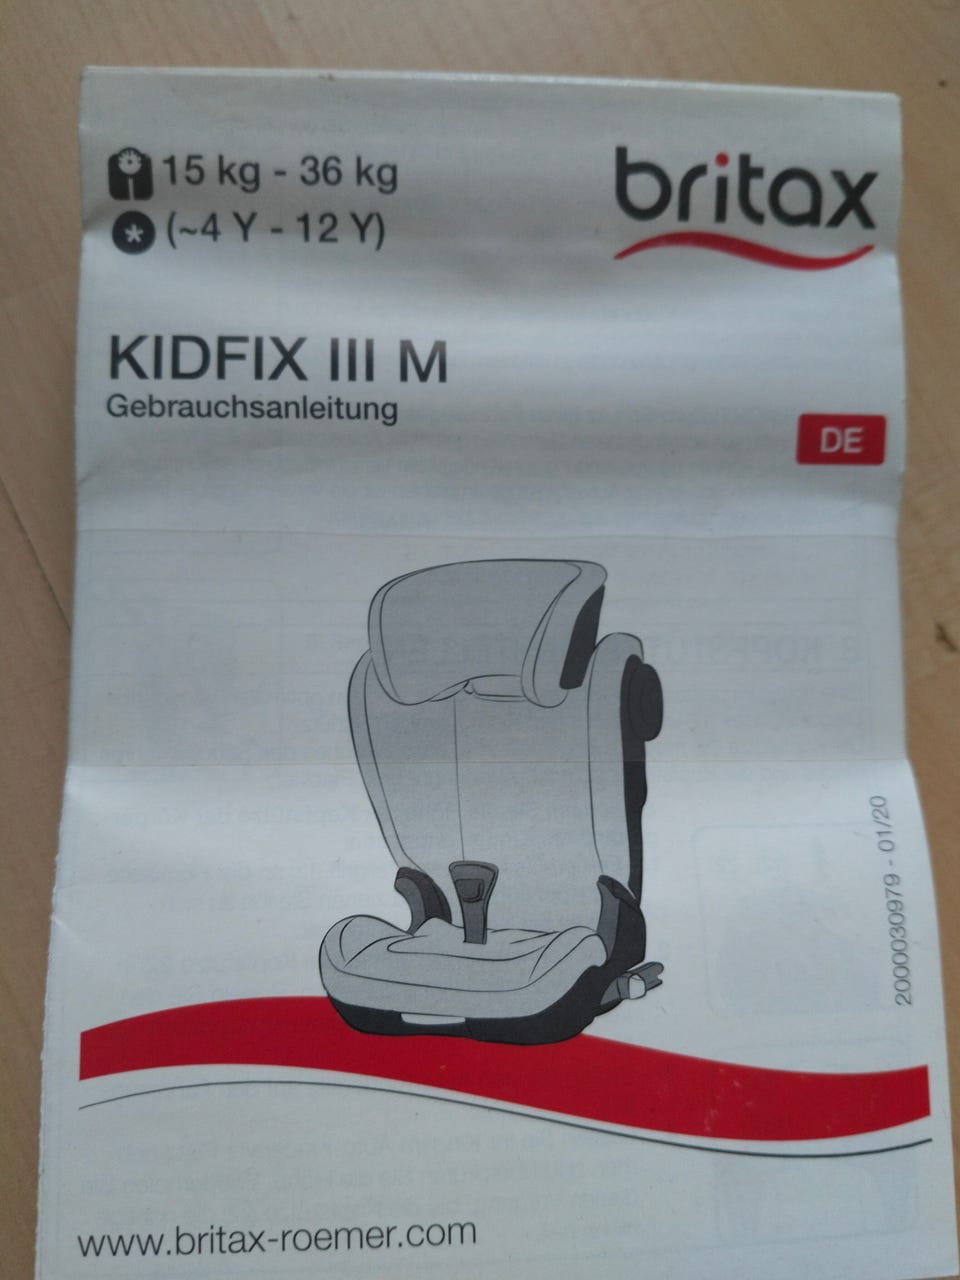 15 kg - 36 kg
(~4 Y - 12 Y)
britax
KIDFIX III M
Gebrauchsanleitung
DE
2000030979 - 01/20
www.britax-roemer.com